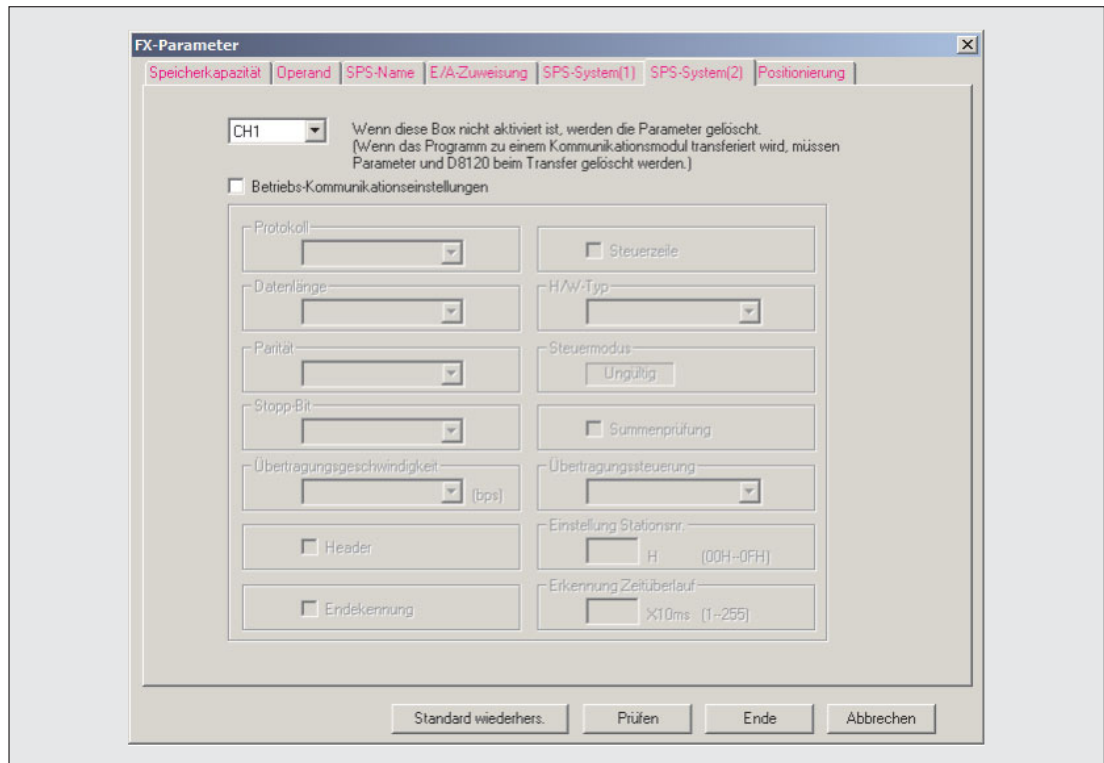 FX-Parameter
Speicherkapazität Operand SPS-Name E/A-Zuweisung SPS-System(1) SPS-System(2) Positionierung
CH1
Wenn diese Box nicht aktiviert ist, werden die Parameter gelöscht.
(Wenn das Programm zu einem Kommunikationsmodul transferiert wird, müssen
Parameter und D8120 beim Transfer gelöscht werden.)
Betriebs-Kommunikationseinstellungen
Protokoll
Steuerzeile
Datenlänge
H/W-Typ
Parität
Steuermodus
Ungültig
Stopp-Bit
Summenprüfung
Übertragungsgeschwindigkeit
(bps)
Übertragungssteuerung
Header
Einstellung Stationsnr.
H (00H--0FH)
Endekennung
Erkennung Zeitüberlauf
X10ms (1--255)
Standard wiederhers. Prüfen Ende Abbrechen